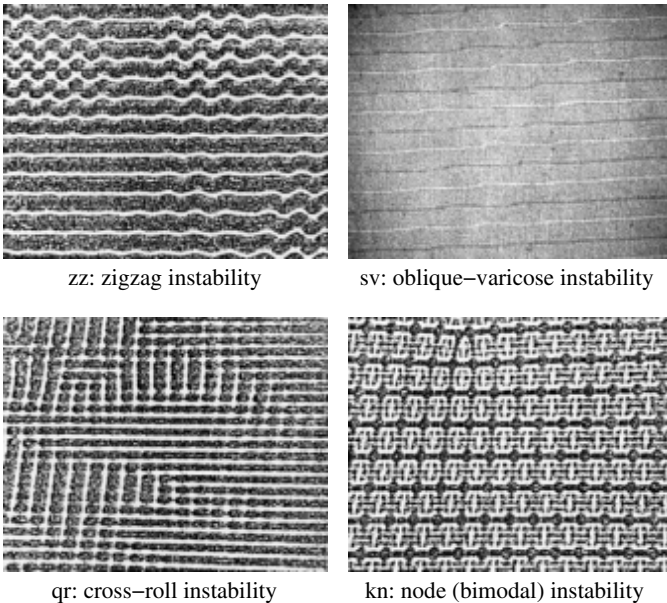 zz: zigzag instability
sv: oblique−varicose instability
qr: cross−roll instability
kn: node (bimodal) instability